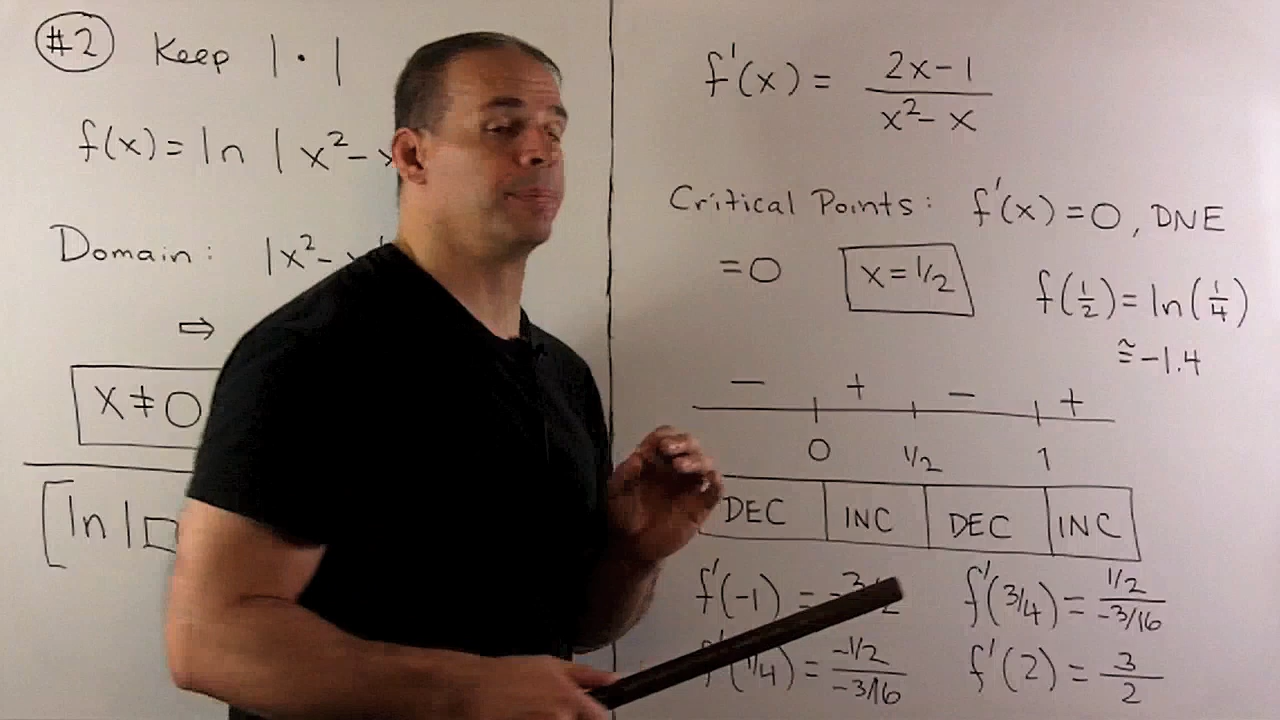 #2 Keep | · |
f(x) = ln | x² -
Domain: |x² -
⇒
x ≠ 0
[ln |□
f'(x) = (2x-1)/(x²-x)
Critical Points: f'(x) = 0, DNE
= 0 x = 1/2 f(1/2) = ln(1/4)
≅ -1.4
- + - +
0 1/2 1
DEC INC DEC INC
f'(-1) = f'(3/4) = (1/2)/(-3/16)
f'(1/4) = (-1/2)/(-3/16) f'(2) = 3/2